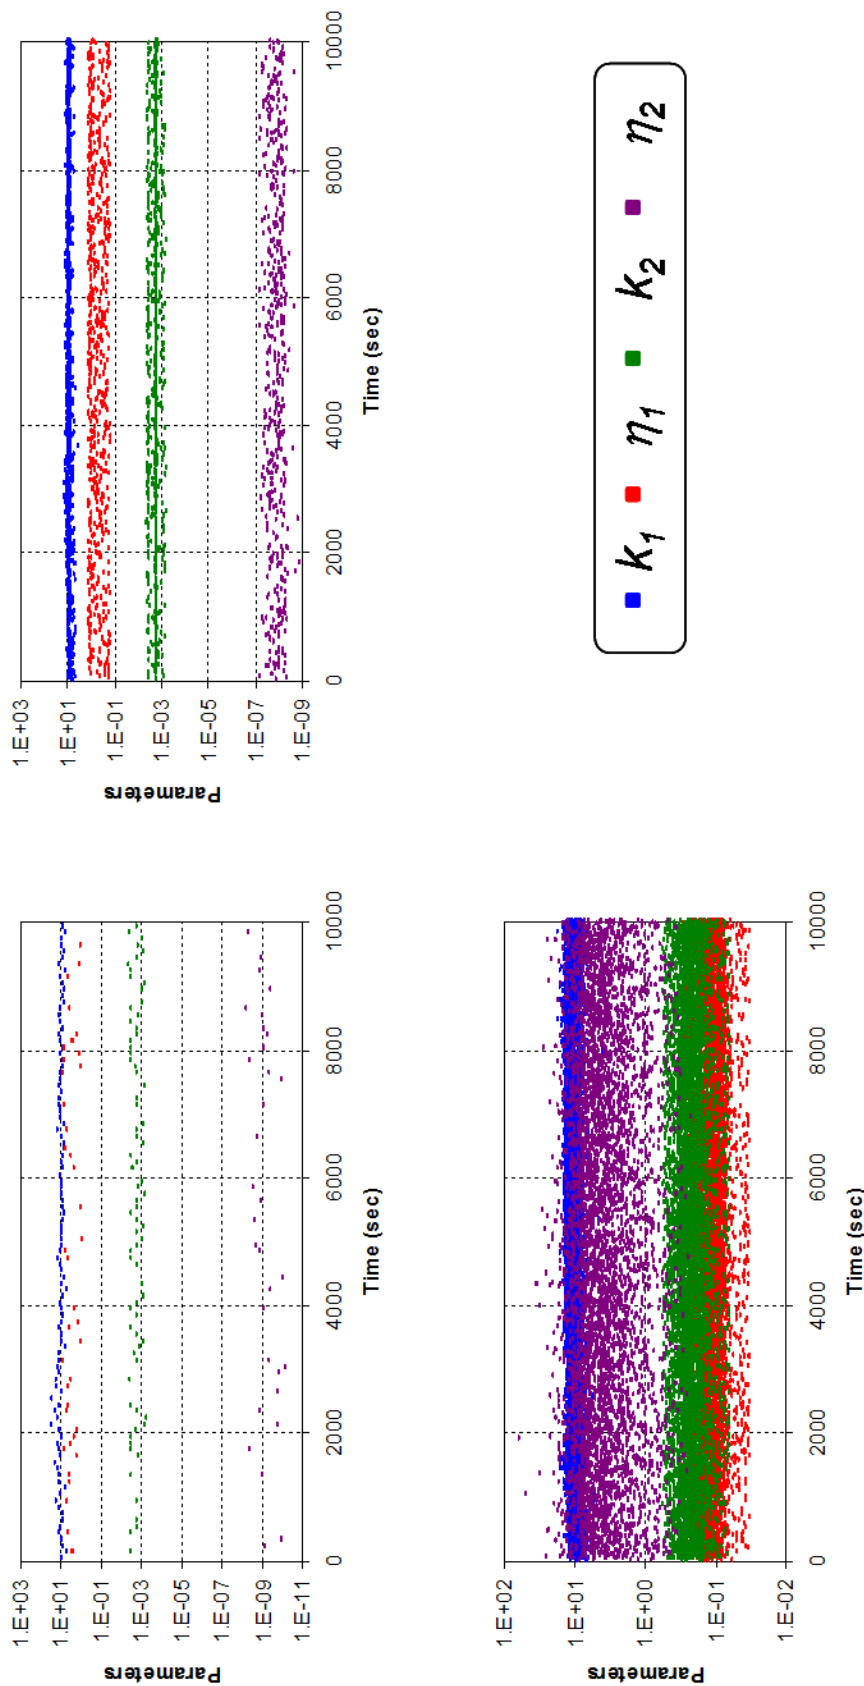 Parameters
1.E+03
1.E+01
1.E-01
1.E-03
1.E-05
1.E-07
1.E-09
1.E-11
0 2000 4000 6000 8000 10000
Time (sec)
Parameters
1.E+03
1.E+01
1.E-01
1.E-03
1.E-05
1.E-07
1.E-09
0 2000 4000 6000 8000 10000
Time (sec)
Parameters
1.E+02
1.E+01
1.E+00
1.E-01
1.E-02
0 2000 4000 6000 8000 10000
Time (sec)
k₁ η₁ k₂ η₂